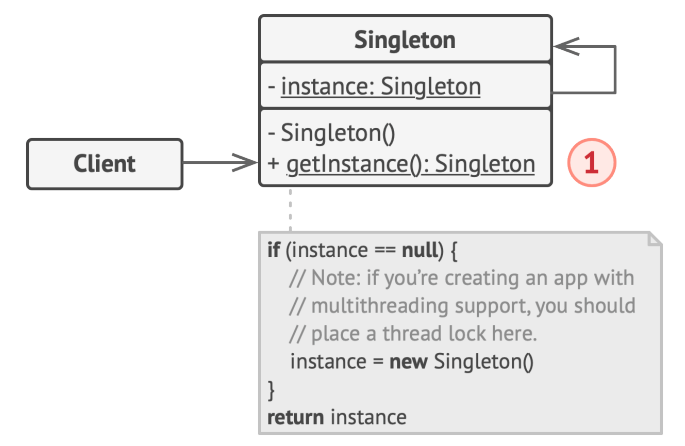 Singleton
- instance: Singleton
- Singleton()
+ getInstance(): Singleton
Client
1
if (instance == null) {
// Note: if you're creating an app with
// multithreading support, you should
// place a thread lock here.
instance = new Singleton()
}
return instance